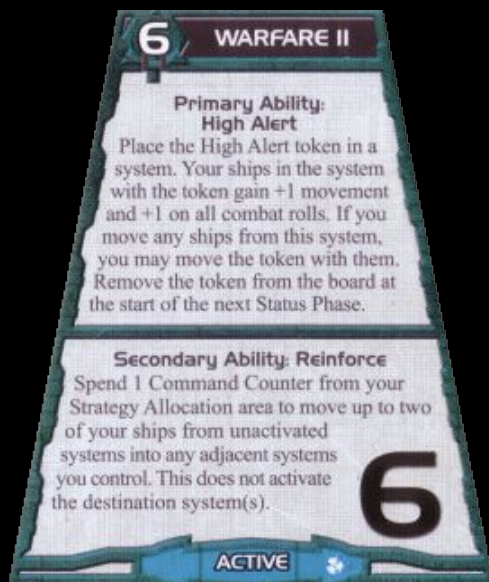 6 WARFARE II
Primary Ability:
High Alert
Place the High Alert token in a
system. Your ships in the system
with the token gain +1 movement
and +1 on all combat rolls. If you
move any ships from this system,
you may move the token with them.
Remove the token from the board at
the start of the next Status Phase.
Secondary Ability: Reinforce
Spend 1 Command Counter from your
Strategy Allocation area to move up to two
of your ships from unactivated
systems into any adjacent systems
you control. This does not activate
the destination system(s).
6
ACTIVE